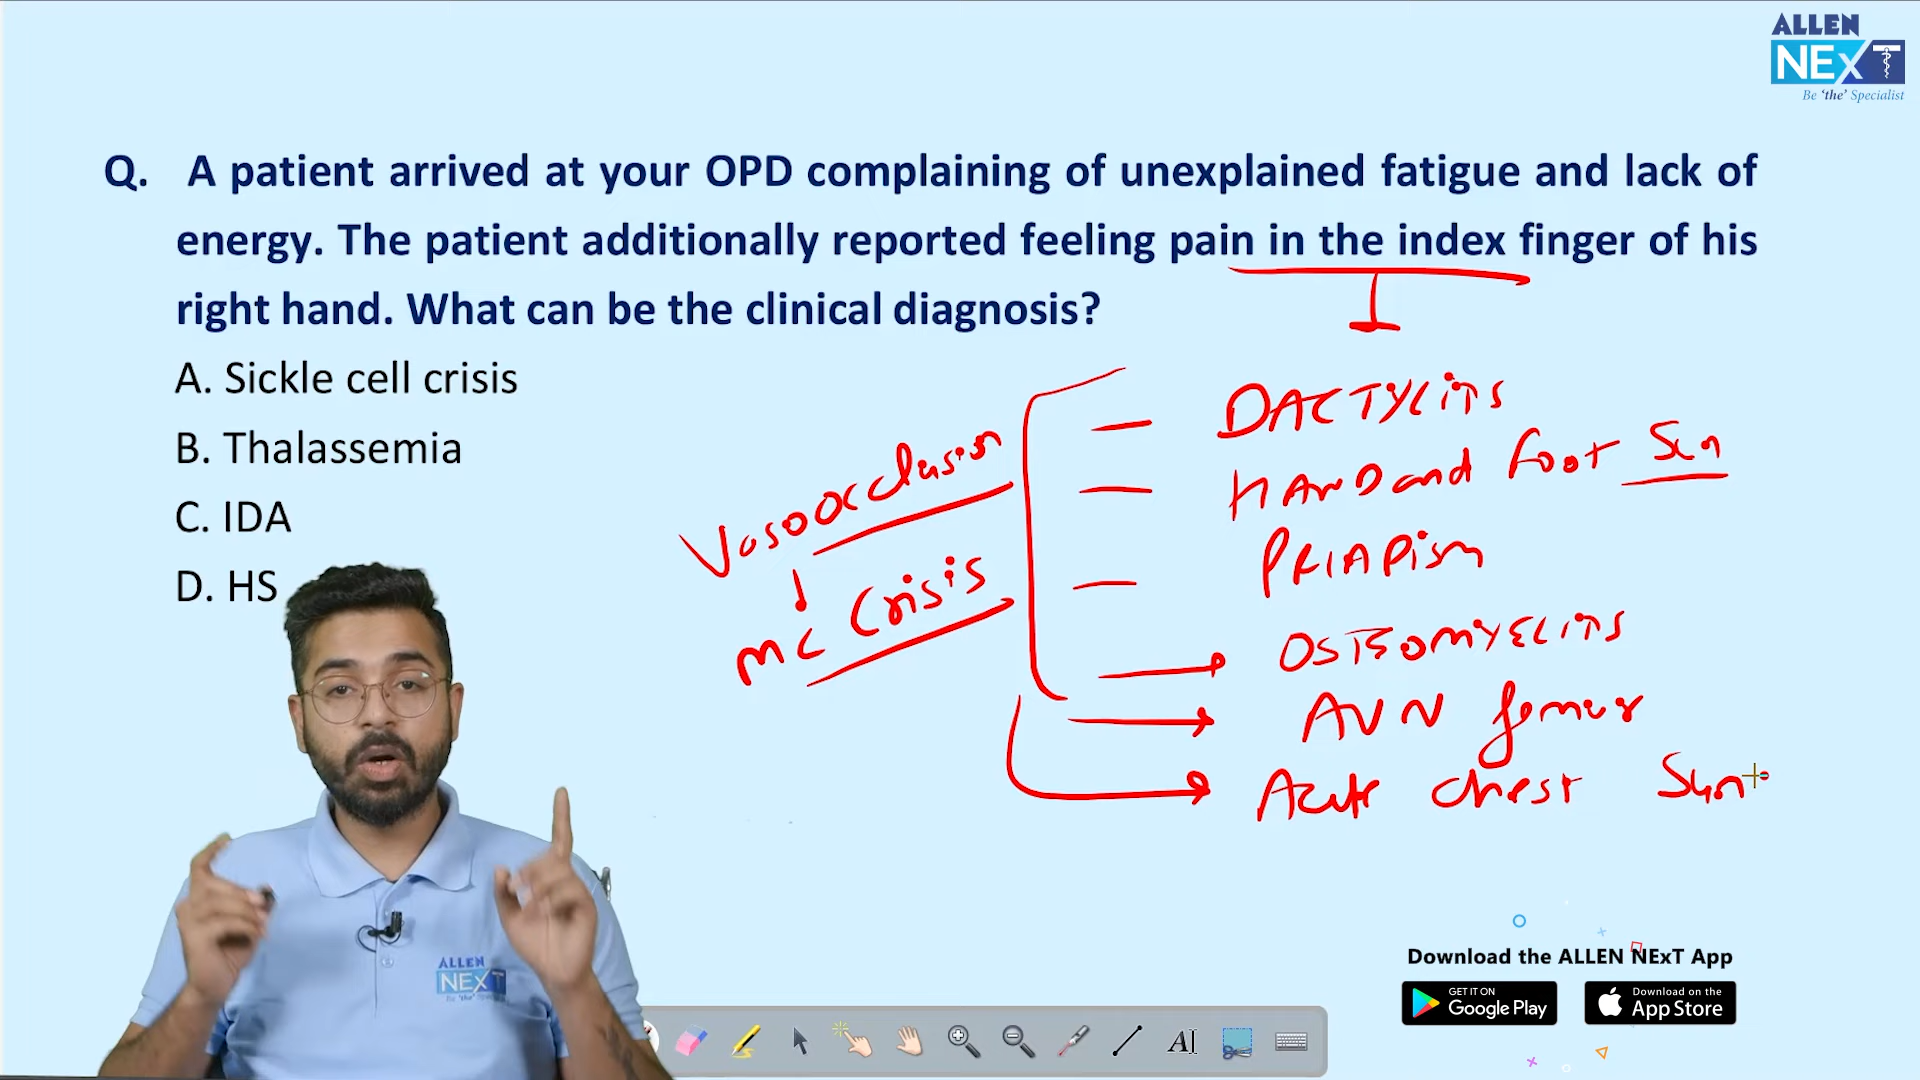 ALLEN
NExT
Be 'the' Specialist
Q. A patient arrived at your OPD complaining of unexplained fatigue and lack of
energy. The patient additionally reported feeling pain in the index finger of his
right hand. What can be the clinical diagnosis?
A. Sickle cell crisis
B. Thalassemia
C. IDA
D. HS
DACTYLITIS
HAND and Foot Syn
PRIAPism
OSTEOMYELITIS
AVN femur
Acute chest Syn
Vasoocclusion
MC Crisis
ALLEN
NExT
Download the ALLEN NExT App
GET IT ON
Google Play
Download on the
App Store
AI